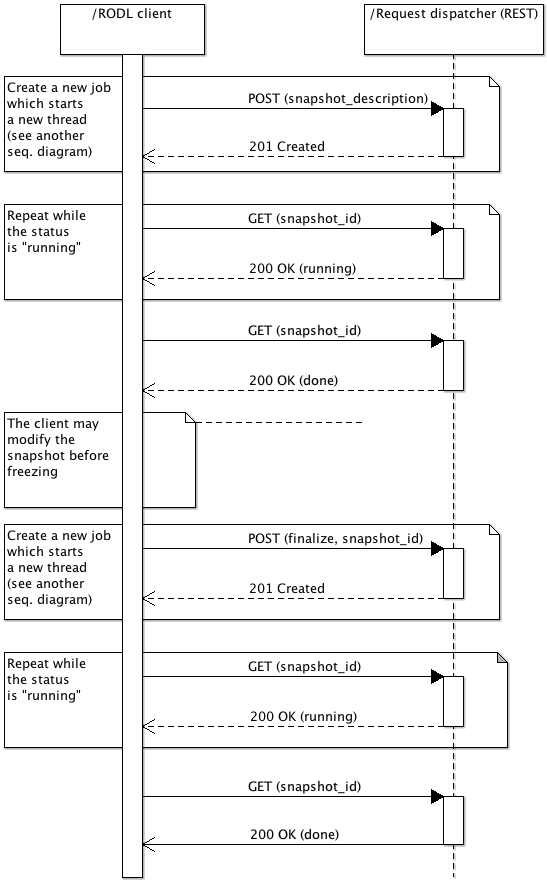 /RODL client
/Request dispatcher (REST)
Create a new job
which starts
a new thread
(see another
seq. diagram)
POST (snapshot_description)
201 Created
Repeat while
the status
is "running"
GET (snapshot_id)
200 OK (running)
GET (snapshot_id)
200 OK (done)
The client may
modify the
snapshot before
freezing
Create a new job
which starts
a new thread
(see another
seq. diagram)
POST (finalize, snapshot_id)
201 Created
Repeat while
the status
is "running"
GET (snapshot_id)
200 OK (running)
GET (snapshot_id)
200 OK (done)